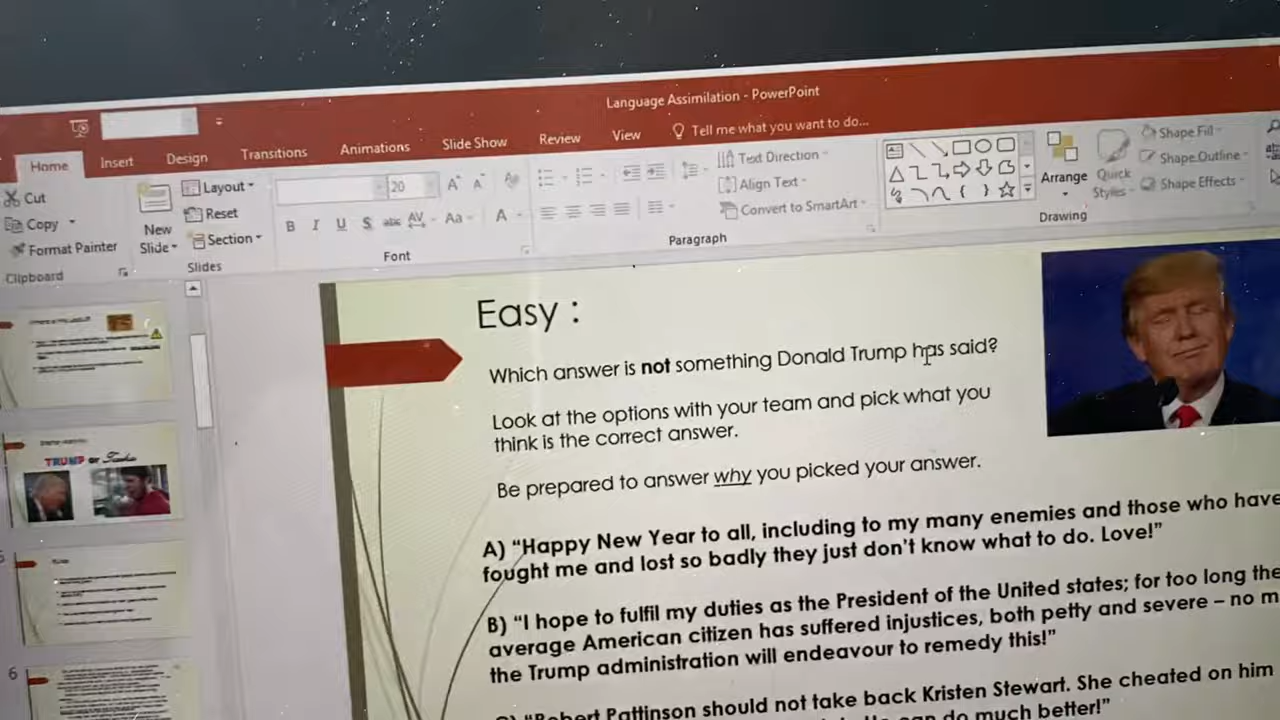 Language Assimilation - PowerPoint
Home Insert Design Transitions Animations Slide Show Review View Tell me what you want to do...
Cut
Copy
Format Painter
Clipboard
New
Slide
Layout
Reset
Section
Slides
20
B I U S abc AV Aa A
Font
Text Direction
Align Text
Convert to SmartArt
Paragraph
Arrange
Quick
Styles
Shape Fill
Shape Outline
Shape Effects
Drawing
TRUMP or
6
Easy :
Which answer is not something Donald Trump has said?
Look at the options with your team and pick what you
think is the correct answer.
Be prepared to answer why you picked your answer.
A) “Happy New Year to all, including to my many enemies and those who have
fought me and lost so badly they just don’t know what to do. Love!”
B) “I hope to fulfil my duties as the President of the United states; for too long the
average American citizen has suffered injustices, both petty and severe – no m
the Trump administration will endeavour to remedy this!”
“Robert Pattinson should not take back Kristen Stewart. She cheated on him
can do much better!”